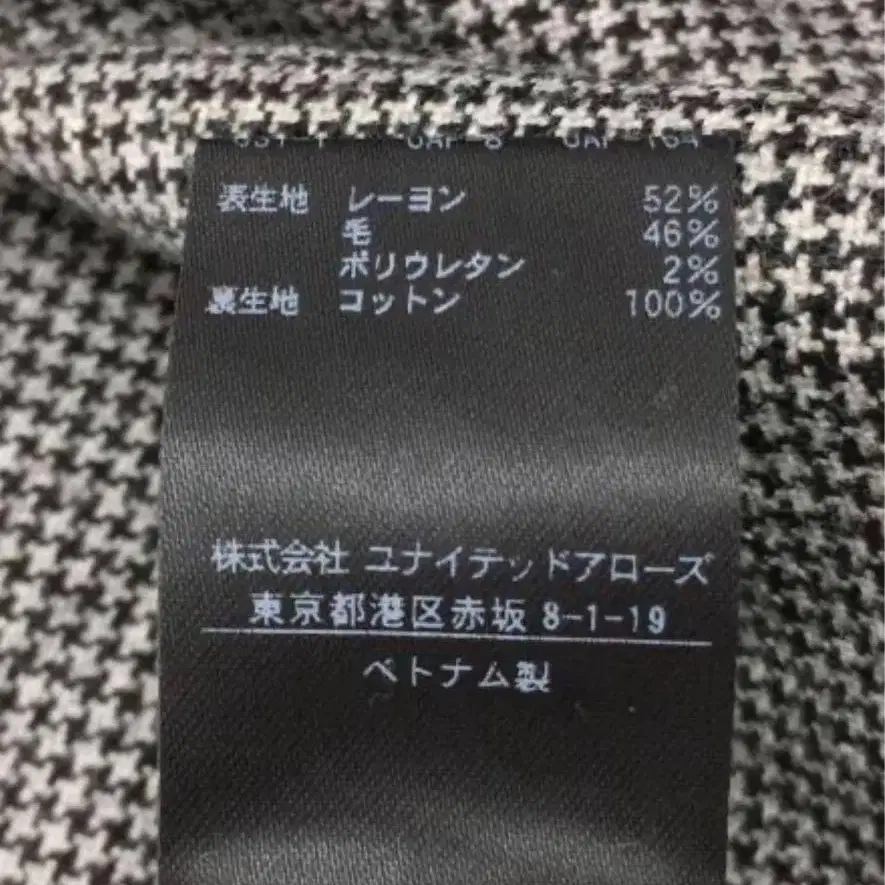 表生地 レーヨン 52%
毛 46%
ポリウレタン 2%
裏生地 コットン 100%
株式会社 ユナイテッドアローズ
東京都港区赤坂 8-1-19
ベトナム製